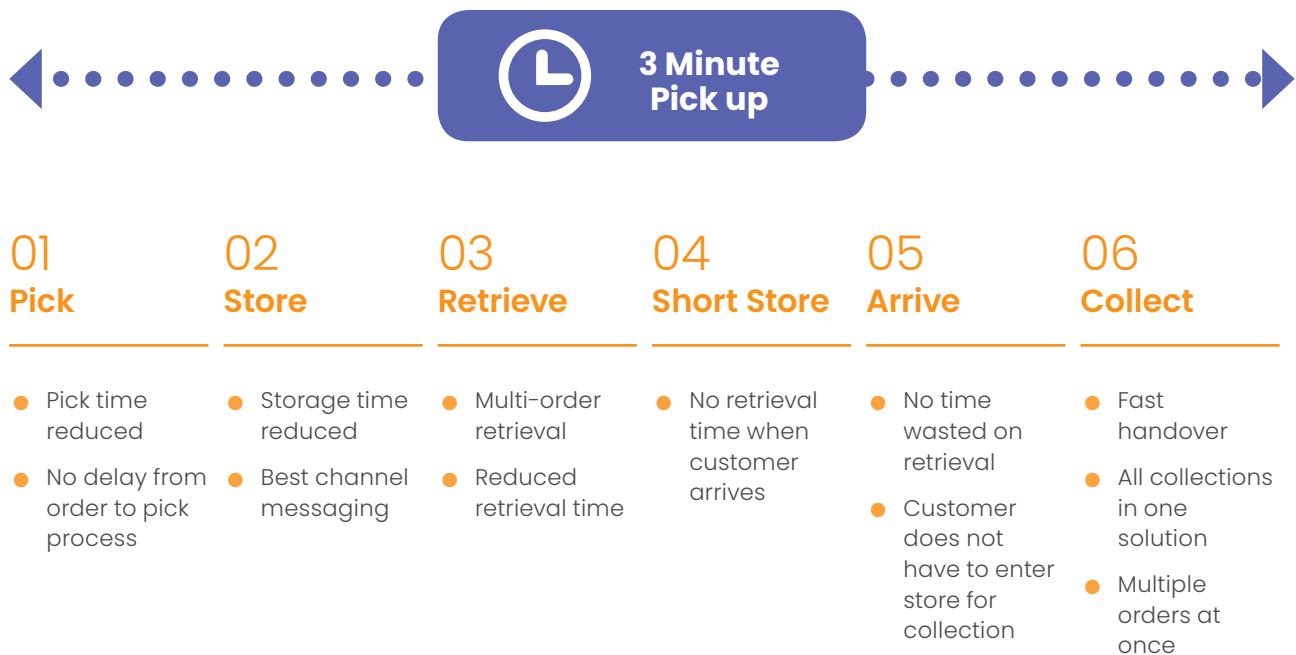 3 Minute
Pick up
01
Pick
Pick time
reduced
No delay from
order to pick
process
02
Store
Storage time
reduced
Best channel
messaging
03
Retrieve
Multi-order
retrieval
Reduced
retrieval time
04
Short Store
No retrieval
time when
customer
arrives
05
Arrive
No time
wasted on
retrieval
Customer
does not
have to enter
store for
collection
06
Collect
Fast
handover
All collections
in one
solution
Multiple
orders at
once